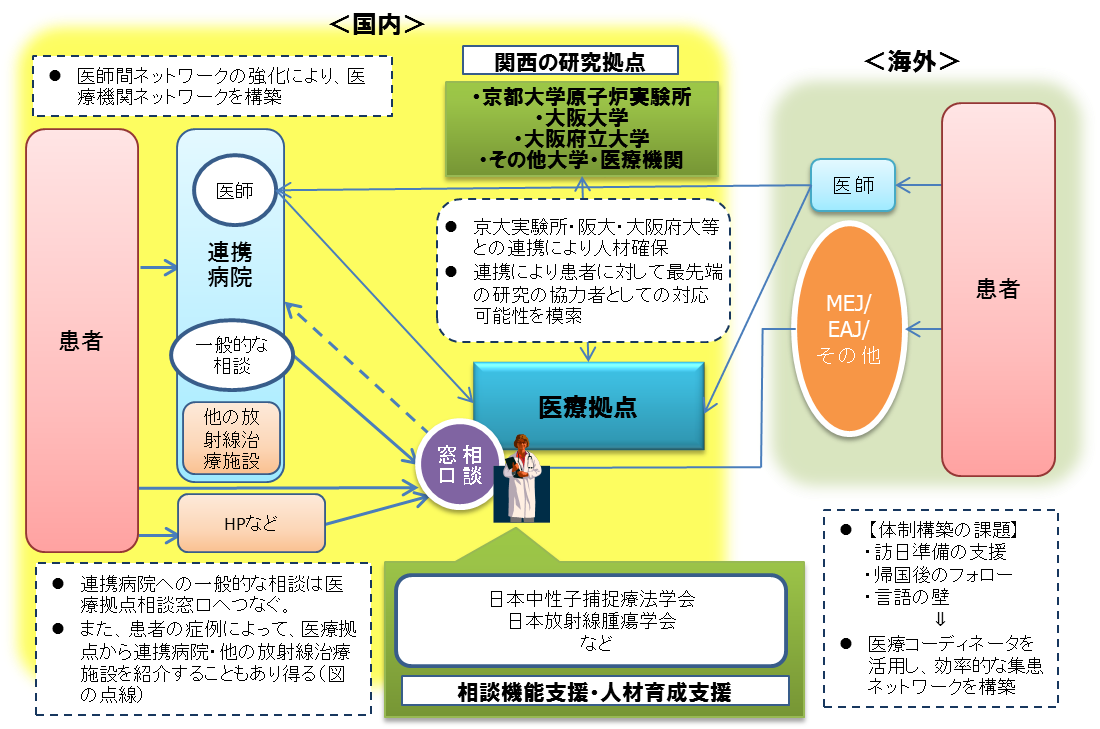 ＜国内＞
● 医師間ネットワークの強化により、医
療機関ネットワークを構築
患者
医師
連携
病院
一般的な
相談
他の放
射線治
療施設
HPなど
関西の研究拠点
・京都大学原子炉実験所
・大阪大学
・大阪府立大学
・その他大学・医療機関
● 京大実験所・阪大・大阪府大等
との連携により人材確保
● 連携により患者に対して最先端
の研究の協力者としての対応
可能性を模索
医療拠点
相談
窓口
● 連携病院への一般的な相談は医
療拠点相談窓口へつなぐ。
● また、患者の症例によって、医療拠
点から連携病院・他の放射線治療
施設を紹介することもあり得る（図
の点線）
日本中性子捕捉療法学会
日本放射線腫瘍学会
など
相談機能支援・人材育成支援
＜海外＞
医師
MEJ/
EAJ/
その他
患者
● 【体制構築の課題】
・訪日準備の支援
・帰国後のフォロー
・言語の壁
⇓
● 医療コーディネータを
活用し、効率的な集患
ネットワークを構築